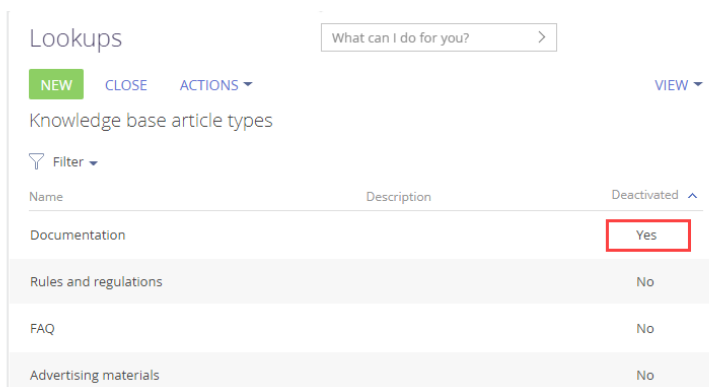 Lookups
What can I do for you?
NEW CLOSE ACTIONS VIEW
Knowledge base article types
Filter
Name Description Deactivated
Documentation Yes
Rules and regulations No
FAQ No
Advertising materials No